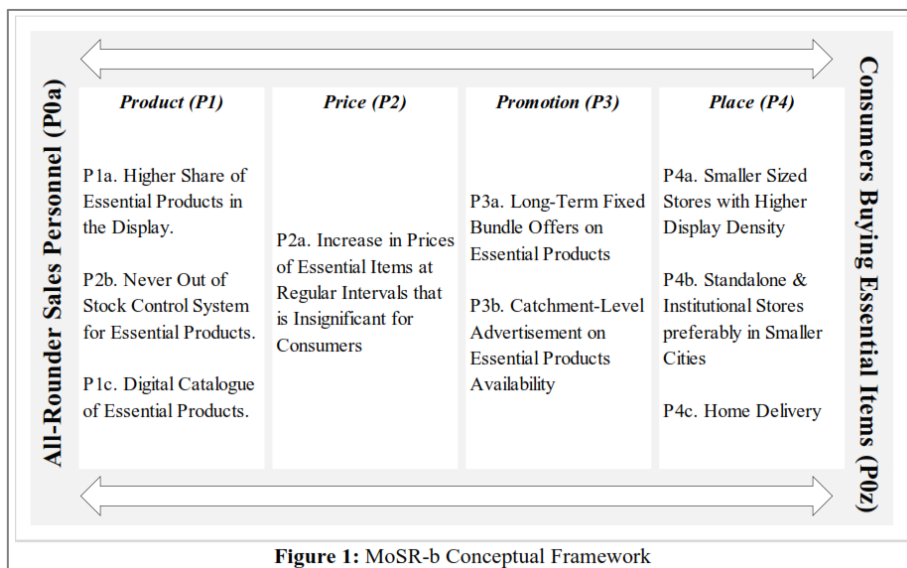 All-Rounder Sales Personnel (P0a)
Product (P1)
P1a. Higher Share of
Essential Products in
the Display.
P2b. Never Out of
Stock Control System
for Essential Products.
P1c. Digital Catalogue
of Essential Products.
Price (P2)
P2a. Increase in Prices
of Essential Items at
Regular Intervals that
is Insignificant for
Consumers
Promotion (P3)
P3a. Long-Term Fixed
Bundle Offers on
Essential Products
P3b. Catchment-Level
Advertisement on
Essential Products
Availability
Place (P4)
P4a. Smaller Sized
Stores with Higher
Display Density
P4b. Standalone &
Institutional Stores
preferably in Smaller
Cities
P4c. Home Delivery
Consumers Buying Essential Items (P0z)
Figure 1: MoSR-b Conceptual Framework